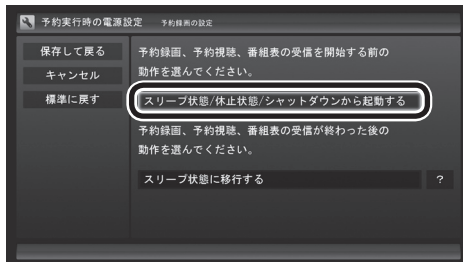 予約実行時の電源設定 予約録画の設定
保存して戻る
キャンセル
標準に戻す
予約録画、予約視聴、番組表の受信を開始する前の
動作を選んでください。
スリープ状態/休止状態/シャットダウンから起動する
予約録画、予約視聴、番組表の受信が終わった後の
動作を選んでください。
スリープ状態に移行する ?